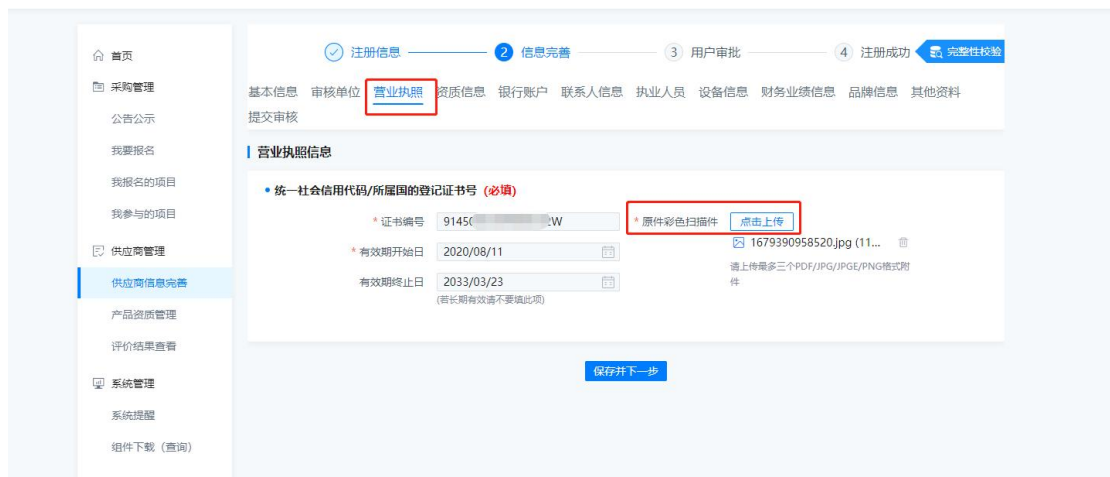 首页
采购管理
公告公示
我要报名
我报名的项目
我参与的项目
供应商管理
供应商信息完善
产品资质管理
评价结果查看
系统管理
系统提醒
组件下载（查询）
注册信息 2 信息完善 3 用户审批 4 注册成功 完整性校验
基本信息 审核单位 营业执照 资质信息 银行账户 联系人信息 执业人员 设备信息 财务业绩信息 品牌信息 其他资料
提交审核
营业执照信息
统一社会信用代码/所属国的登记证书号 (必填)
* 证书编号 9145 W * 原件彩色扫描件 点击上传
1679390958520.jpg (11...
* 有效期开始日 2020/08/11
请上传最多三个PDF/JPG/JPGE/PNG格式附
件
有效期终止日 2033/03/23
(若长期有效请不要填此项)
保存并下一步